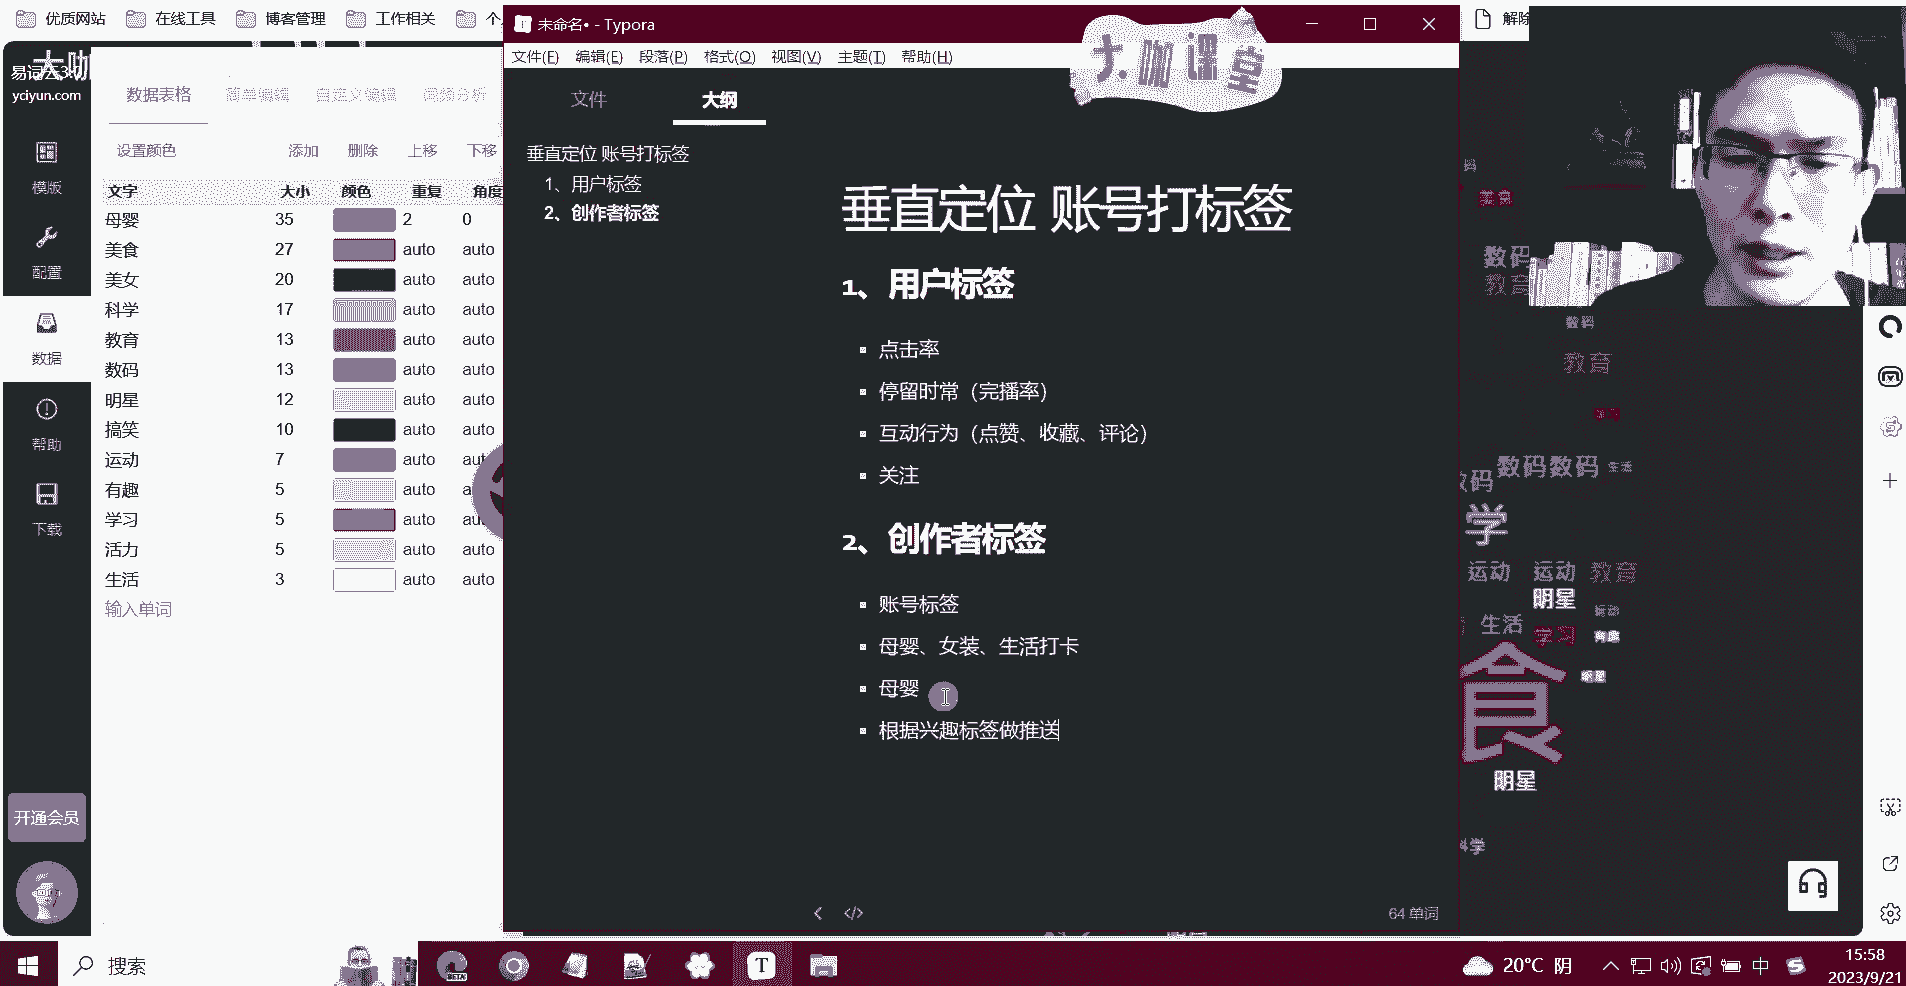 优质网站
在线工具
博客管理
工作相关
未命名• - Typora
解除
文件(F) 编辑(E) 段落(P) 格式(O) 视图(V) 主题(T) 帮助(H)
大咖课堂
yciyun.com
数据表格 简单编辑 自定义编辑 词频分析
设置颜色 添加 删除 上移 下移
文字 大小 颜色 重复 角度
母婴 35 2 0
美食 27 auto auto
美女 20 auto auto
科学 17 auto auto
教育 13 auto auto
数码 13 auto auto
明星 12 auto auto
搞笑 10 auto auto
运动 7 auto auto
有趣 5 auto
学习 5 auto
活力 5 auto auto
生活 3 auto auto
输入单词
模版
配置
数据
帮助
下载
开通会员
文件 大纲
垂直定位 账号打标签
1、用户标签
2、创作者标签
垂直定位 账号打标签
1、用户标签
点击率
停留时常（完播率）
互动行为（点赞、收藏、评论）
关注
2、创作者标签
账号标签
母婴、女装、生活打卡
母婴
根据兴趣标签做推送
64 单词
美食
数码
教育
数码
教育
数码数码 生活
学
运动 运动 教育
明星
生活 学习
食
明星
搜索
20°C 阴
中
15:58
2023/9/21